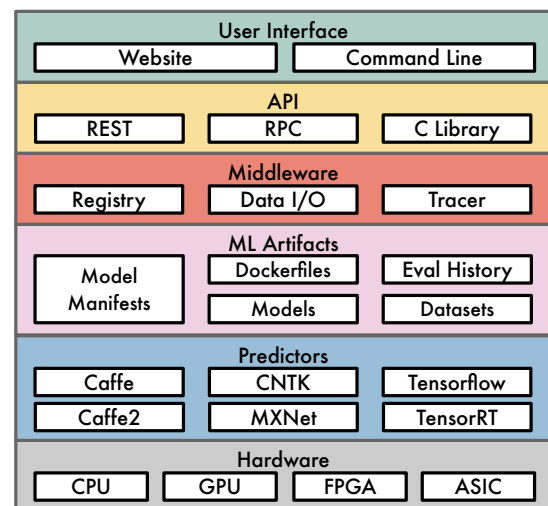 User Interface
Website Command Line
API
REST RPC C Library
Middleware
Registry Data I/O Tracer
ML Artifacts
Model Manifests
Dockerfiles Eval History
Models Datasets
Predictors
Caffe CNTK Tensorflow
Caffe2 MXNet TensorRT
Hardware
CPU GPU FPGA ASIC